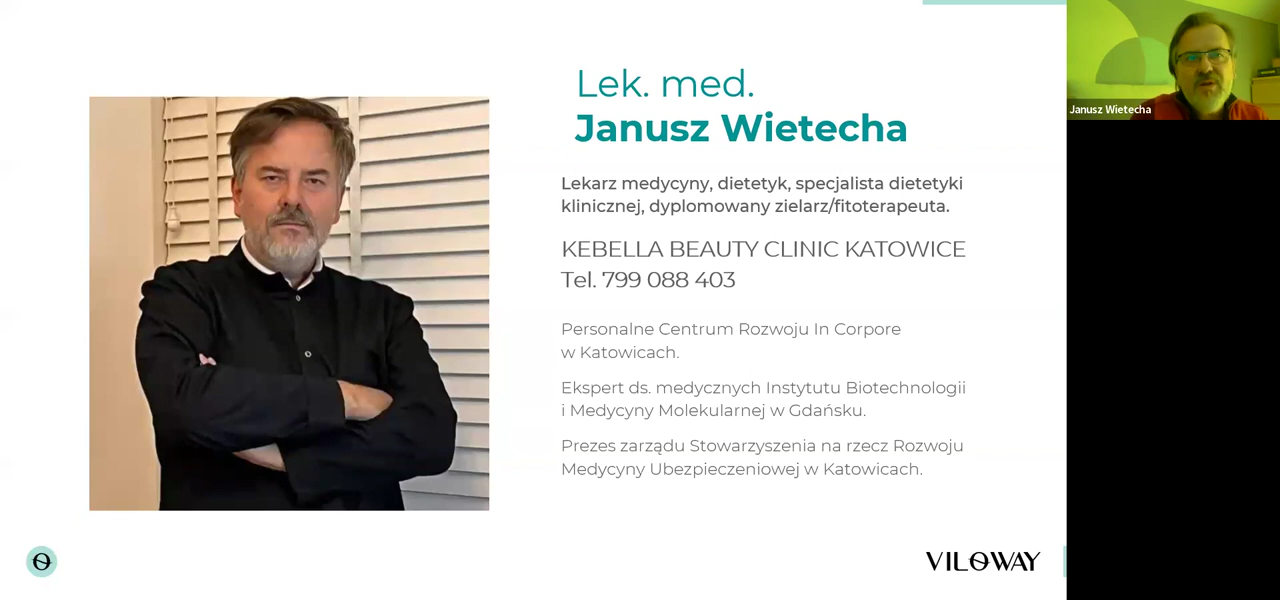 Lek. med.
Janusz Wietecha
Lekarz medycyny, dietetyk, specjalista dietetyki
klinicznej, dyplomowany zielarz/fitoterapeuta.
KEBELLA BEAUTY CLINIC KATOWICE
Tel. 799 088 403
Personalne Centrum Rozwoju In Corpore
w Katowicach.
Ekspert ds. medycznych Instytutu Biotechnologii
i Medycyny Molekularnej w Gdańsku.
Prezes zarządu Stowarzyszenia na rzecz Rozwoju
Medycyny Ubezpieczeniowej w Katowicach.
VILOWAY
Janusz Wietecha